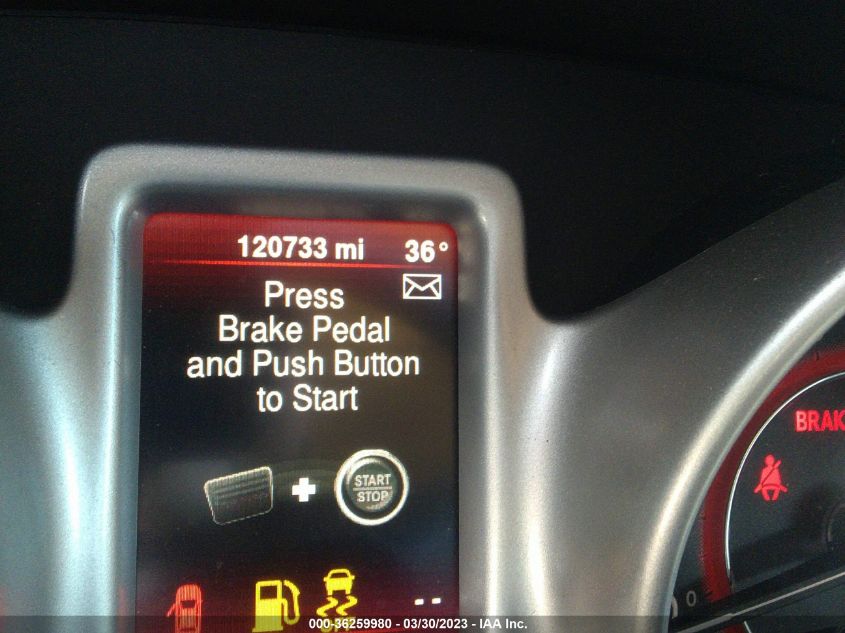 120733 mi 36°
Press
Brake Pedal
and Push Button
to Start
START
STOP
BRAK
0
--
000-36259980 - 03/30/2023 - IAA Inc.